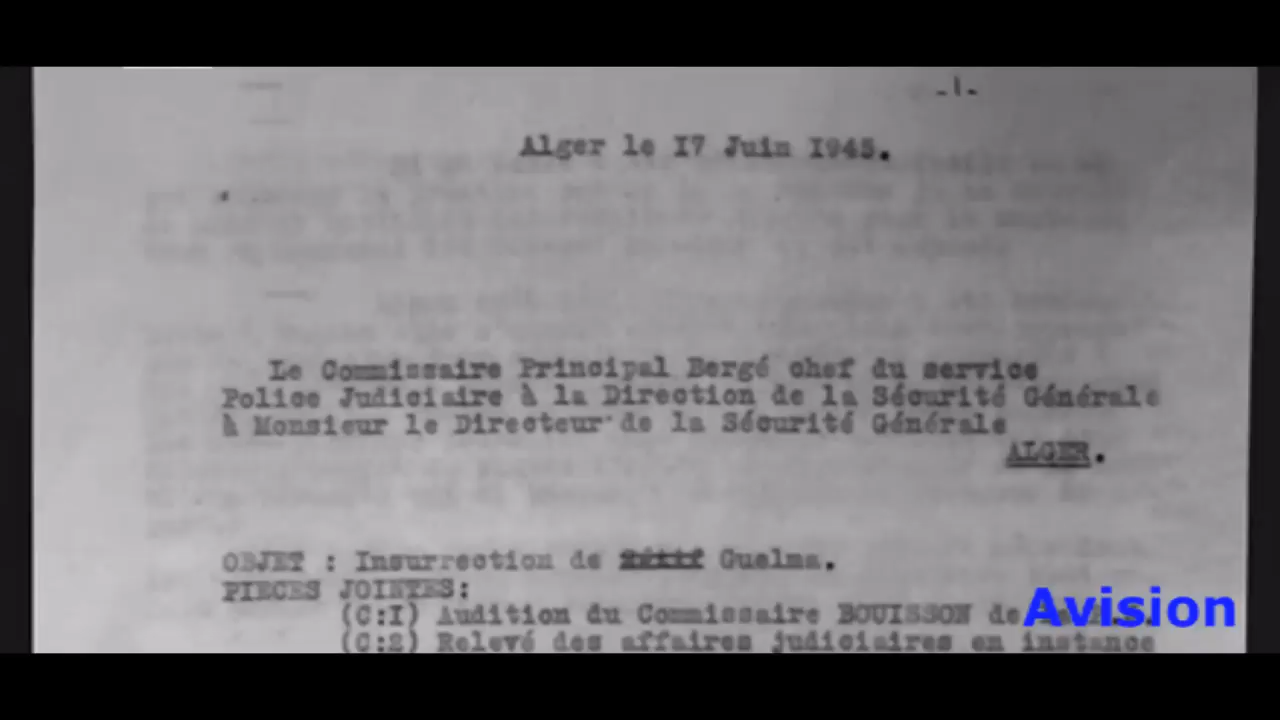 -1-
Alger le 17 Juin 1945.
Le Commissaire Principal Bergé chef du service
Police Judiciaire à la Direction de la Sécurité Générale
à Monsieur le Directeur de la Sécurité Générale
ALGER.
OBJET : Insurrection de Guelma.
PIECES JOINTES:
(C:I) Audition du Commissaire BOUISSON de
(C:2) Relevé des affaires judiciaires en instance
Avision